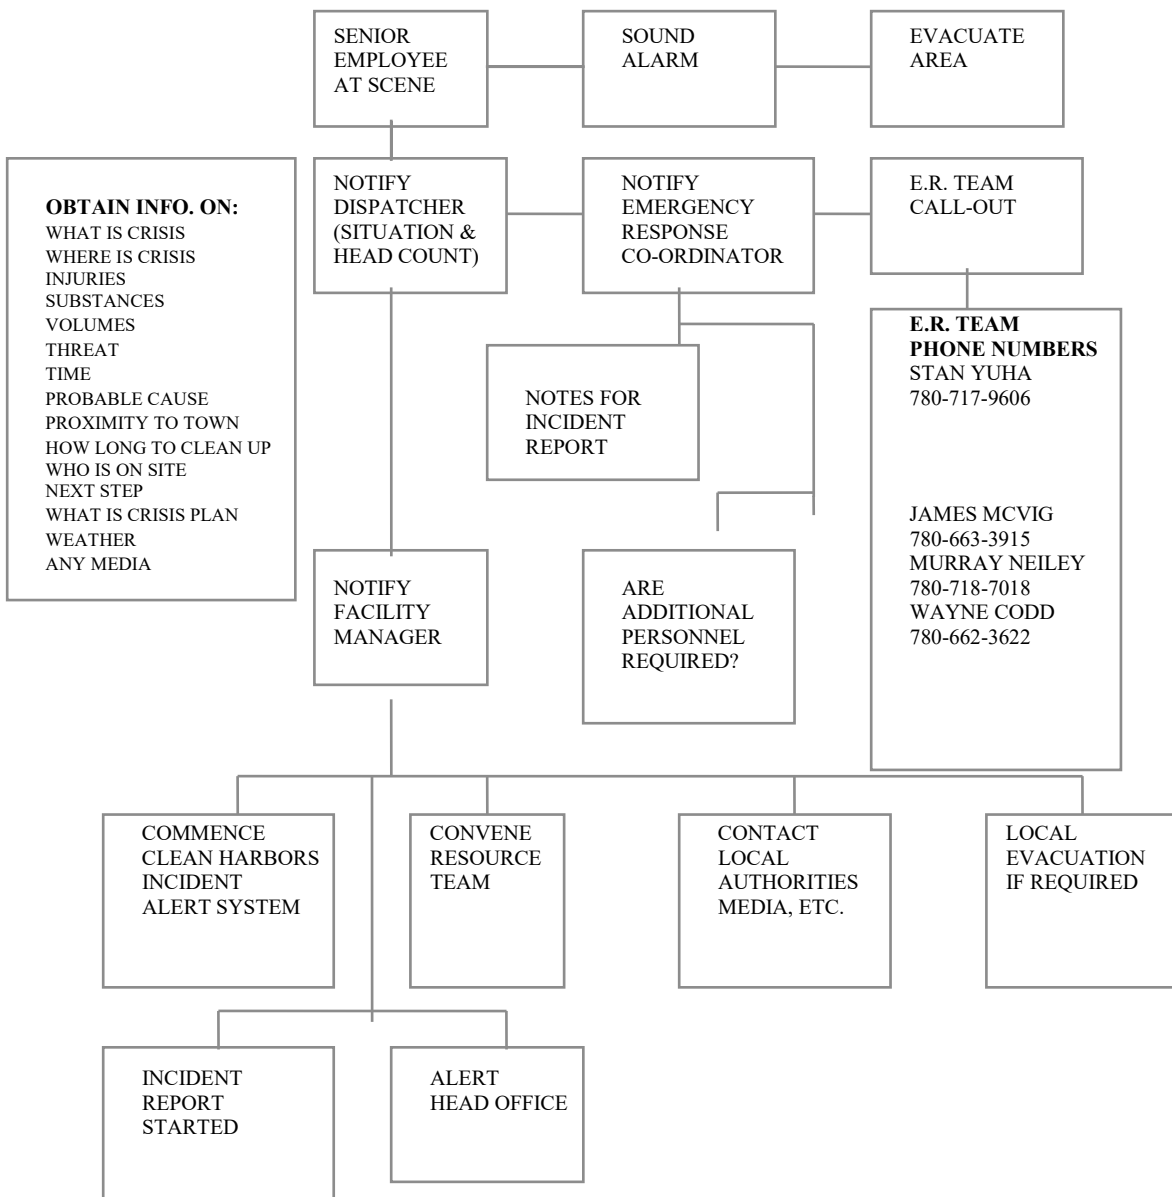 SENIOR
EMPLOYEE
AT SCENE
SOUND
ALARM
EVACUATE
AREA
OBTAIN INFO. ON:
WHAT IS CRISIS
WHERE IS CRISIS
INJURIES
SUBSTANCES
VOLUMES
THREAT
TIME
PROBABLE CAUSE
PROXIMITY TO TOWN
HOW LONG TO CLEAN UP
WHO IS ON SITE
NEXT STEP
WHAT IS CRISIS PLAN
WEATHER
ANY MEDIA
NOTIFY
DISPATCHER
(SITUATION &
HEAD COUNT)
NOTIFY
EMERGENCY
RESPONSE
CO-ORDINATOR
E.R. TEAM
CALL-OUT
E.R. TEAM
PHONE NUMBERS
STAN YUHA
780-717-9606
JAMES MCVIG
780-663-3915
MURRAY NEILEY
780-718-7018
WAYNE CODD
780-662-3622
NOTES FOR
INCIDENT
REPORT
NOTIFY
FACILITY
MANAGER
ARE
ADDITIONAL
PERSONNEL
REQUIRED?
COMMENCE
CLEAN HARBORS
INCIDENT
ALERT SYSTEM
CONVENE
RESOURCE
TEAM
CONTACT
LOCAL
AUTHORITIES
MEDIA, ETC.
LOCAL
EVACUATION
IF REQUIRED
INCIDENT
REPORT
STARTED
ALERT
HEAD OFFICE